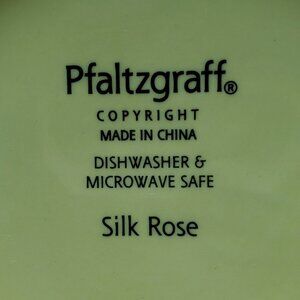 Pfaltzgraff®
COPYRIGHT
MADE IN CHINA
DISHWASHER &
MICROWAVE SAFE
Silk Rose